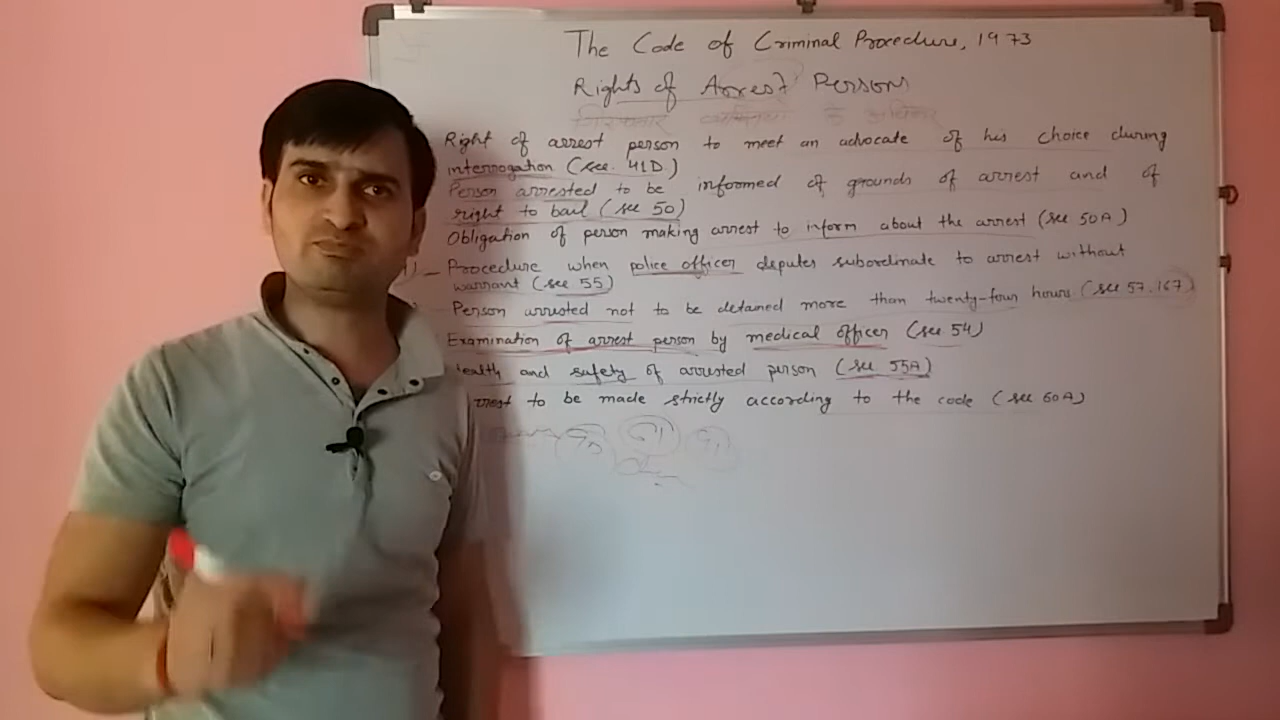 The Code of Criminal Procedure, 1973
Rights of Arrest Person
Right of arrest person to meet an advocate of his choice during
interrogation (sec. 41D)
Person arrested to be informed of grounds of arrest and of
right to bail (sec 50)
Obligation of person making arrest to inform about the arrest (sec 50A)
Procedure when police officer deputes subordinate to arrest without
warrant (sec 55)
Person arrested not to be detained more than twenty-four hours (sec 57.167)
Examination of arrest person by medical officer (sec 54)
Health and safety of arrested person (sec 55A)
to be made strictly according to the code (sec 60A)